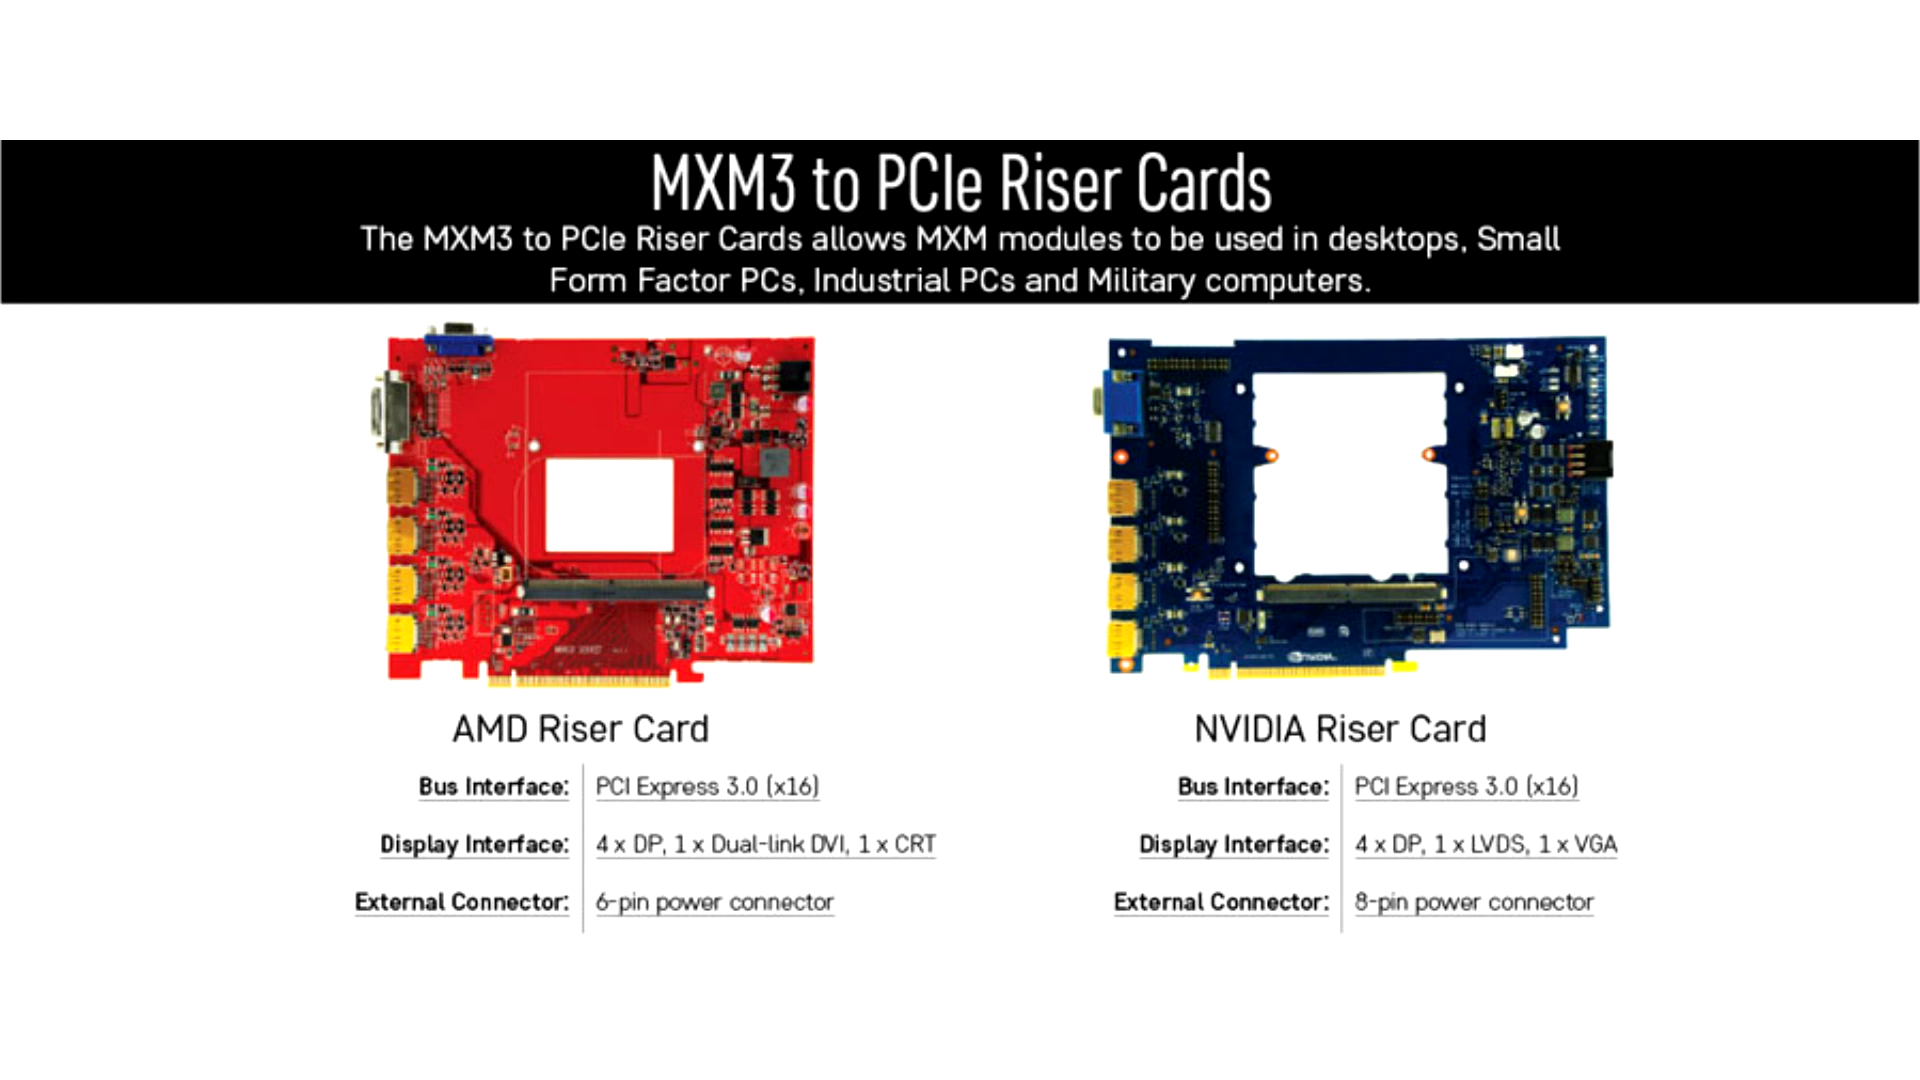 MXM3 to PCIe Riser Cards
The MXM3 to PCIe Riser Cards allows MXM modules to be used in desktops, Small
Form Factor PCs, Industrial PCs and Military computers.
NVIDIA
AMD Riser Card
Bus Interface: PCI Express 3.0 (x16)
Display Interface: 4 x DP, 1 x Dual-link DVI, 1 x CRT
External Connector: 6-pin power connector
NVIDIA Riser Card
Bus Interface: PCI Express 3.0 (x16)
Display Interface: 4 x DP, 1 x LVDS, 1 x VGA
External Connector: 8-pin power connector